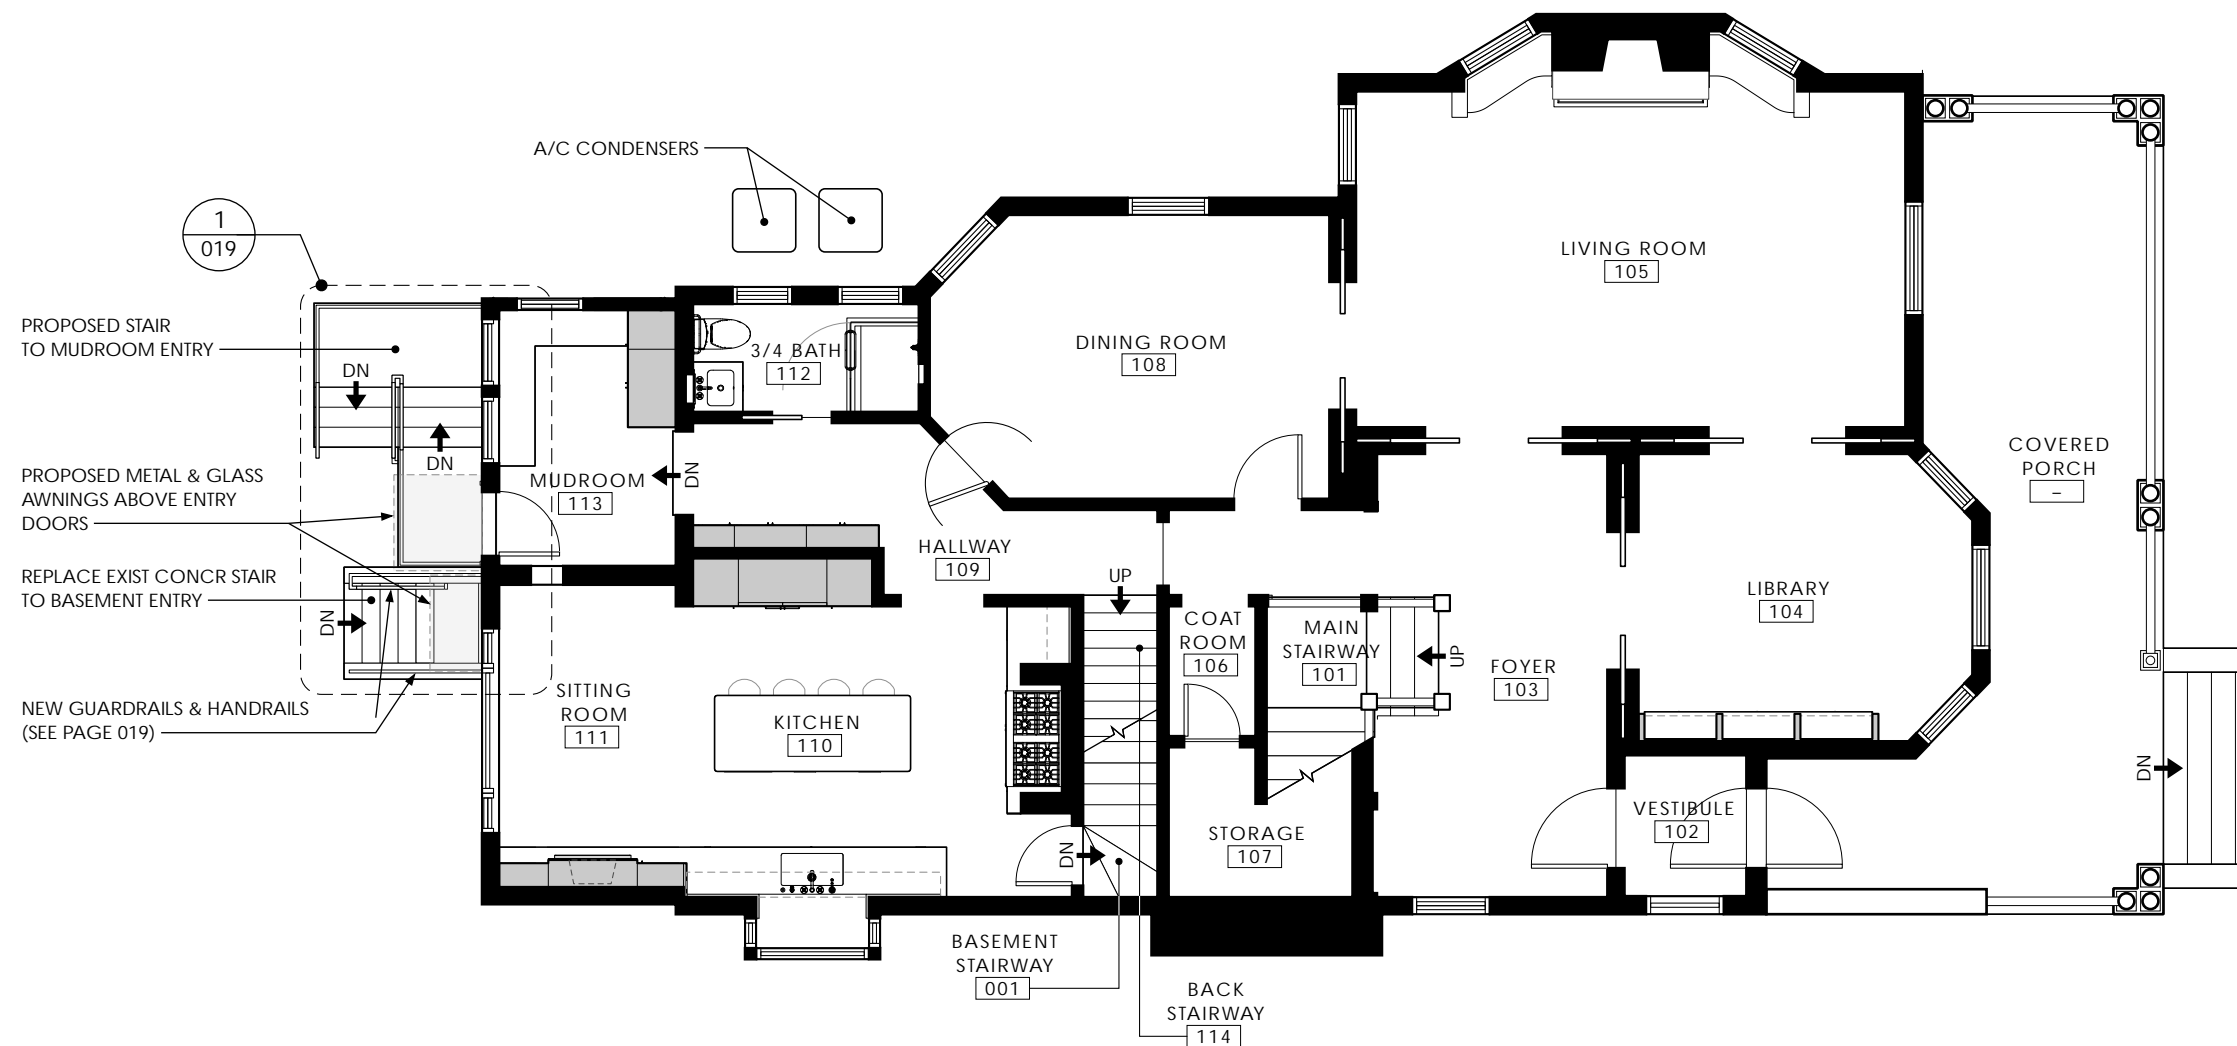 A/C CONDENSERS
1
019
PROPOSED STAIR
TO MUDROOM ENTRY
DN
DN
PROPOSED METAL & GLASS
AWNINGS ABOVE ENTRY
DOORS
REPLACE EXIST CONCR STAIR
TO BASEMENT ENTRY
DN
NEW GUARDRAILS & HANDRAILS
(SEE PAGE 019)
MUDROOM
113
DN
3/4 BATH
112
DINING ROOM
108
LIVING ROOM
105
COVERED
PORCH
–
HALLWAY
109
UP
COAT
ROOM
106
MAIN
STAIRWAY
101
UP
FOYER
103
LIBRARY
104
SITTING
ROOM
111
KITCHEN
110
DN
STORAGE
107
VESTIBULE
102
DN
BASEMENT
STAIRWAY
001
BACK
STAIRWAY
114